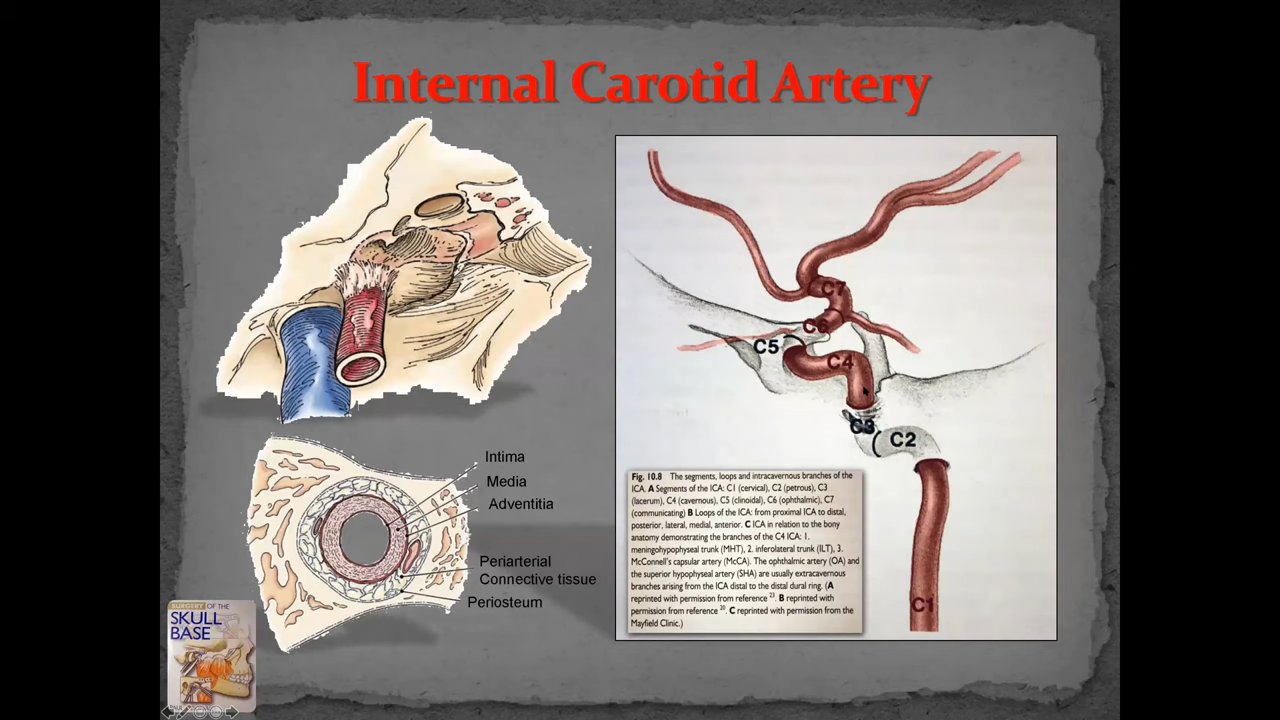 Internal Carotid Artery
Intima
Media
Adventitia
Periarterial
Connective tissue
Periosteum
SURGERY OF THE
SKULL
BASE
C7
C6
C5
C4
C3
C2
C1
Fig. 10.8 The segments, loops and intracavernous branches of the
ICA. A Segments of the ICA: C1 (cervical), C2 (petrous), C3
(lacerum), C4 (cavernous), C5 (clinoidal), C6 (ophthalmic), C7
(communicating) B Loops of the ICA: from proximal ICA to distal,
posterior, lateral, medial, anterior. C ICA in relation to the bony
anatomy demonstrating the branches of the C4 ICA: 1.
meningohypophyseal trunk (MHT), 2. inferolateral trunk (ILT), 3.
McConnell's capsular artery (McCA). The ophthalmic artery (OA) and
the superior hypophyseal artery (SHA) are usually extracavernous
branches arising from the ICA distal to the distal dural ring. (A
reprinted with permission from reference 23. B reprinted with
permission from reference 20. C reprinted with permission from the
Mayfield Clinic.)